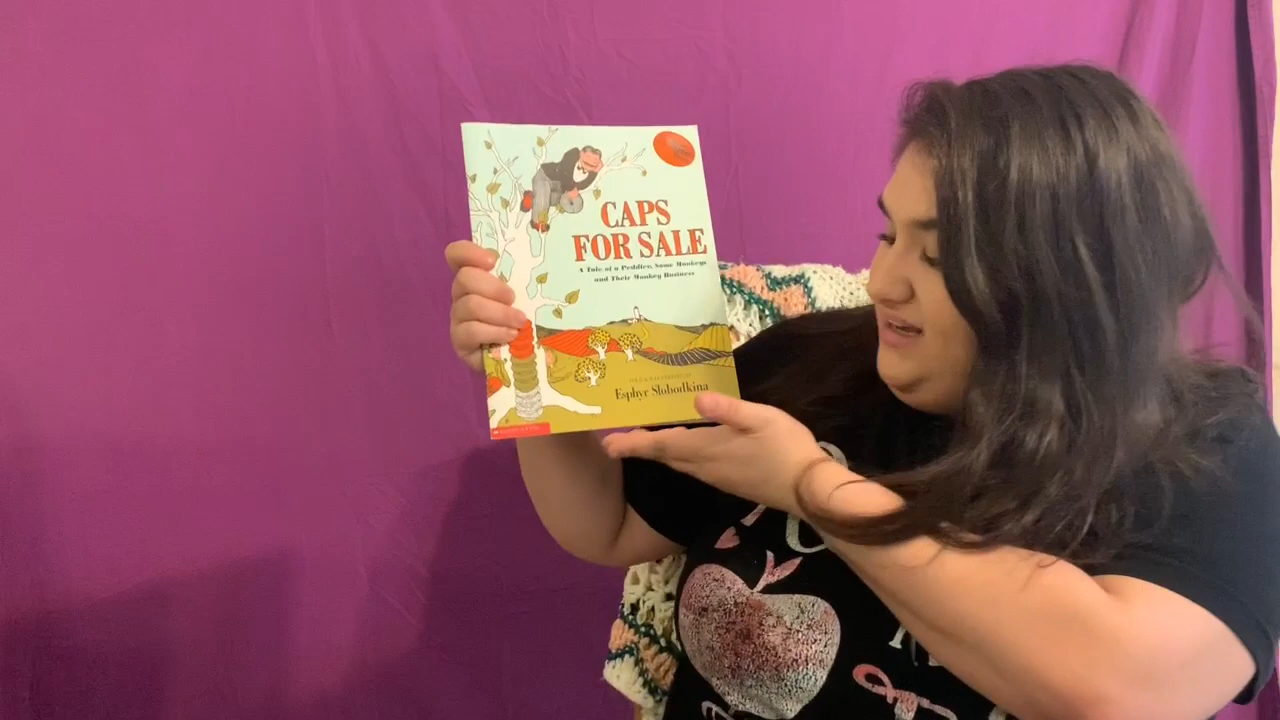 CAPS
FOR SALE
A Tale of a Peddler, Some Monkeys
and Their Monkey Business
Esphyr Slobodkina